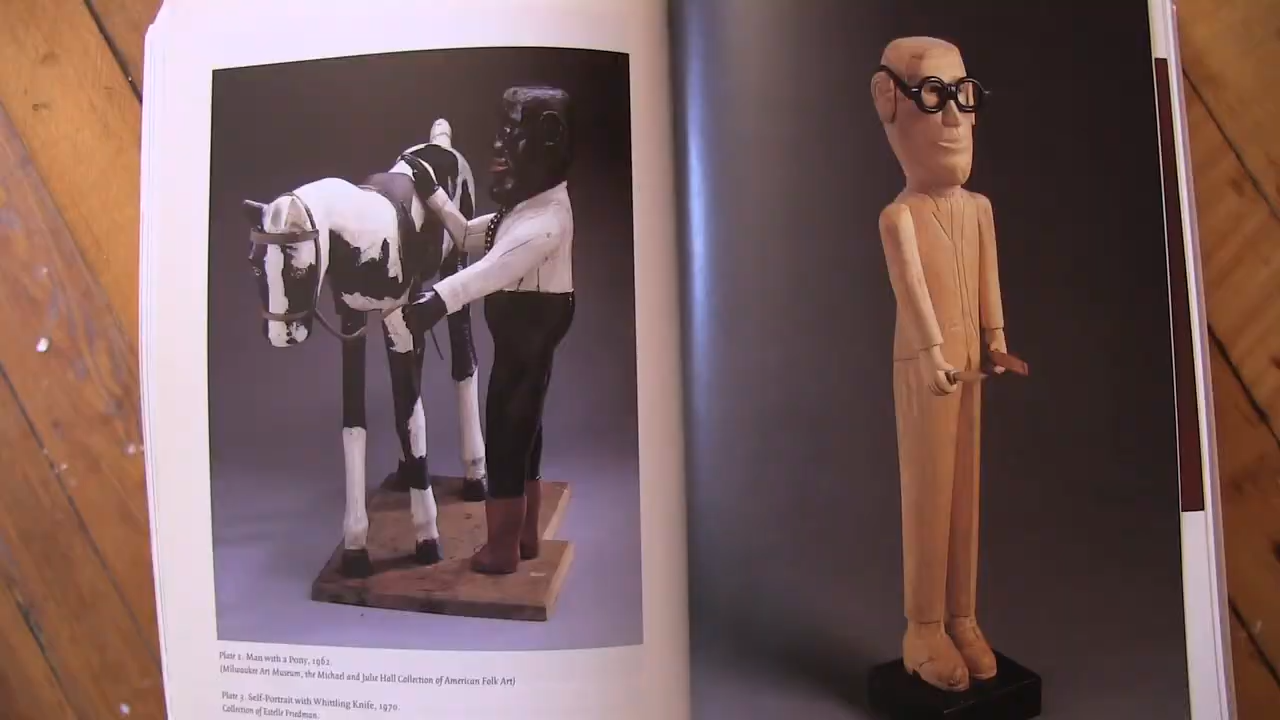 Plate 2. Man with a Pony, 1962.
(Milwaukee Art Museum, the Michael and Julie Hall Collection of American Folk Art)
Plate 3. Self-Portrait with Whittling Knife, 1970.
Collection of Estelle Friedman.